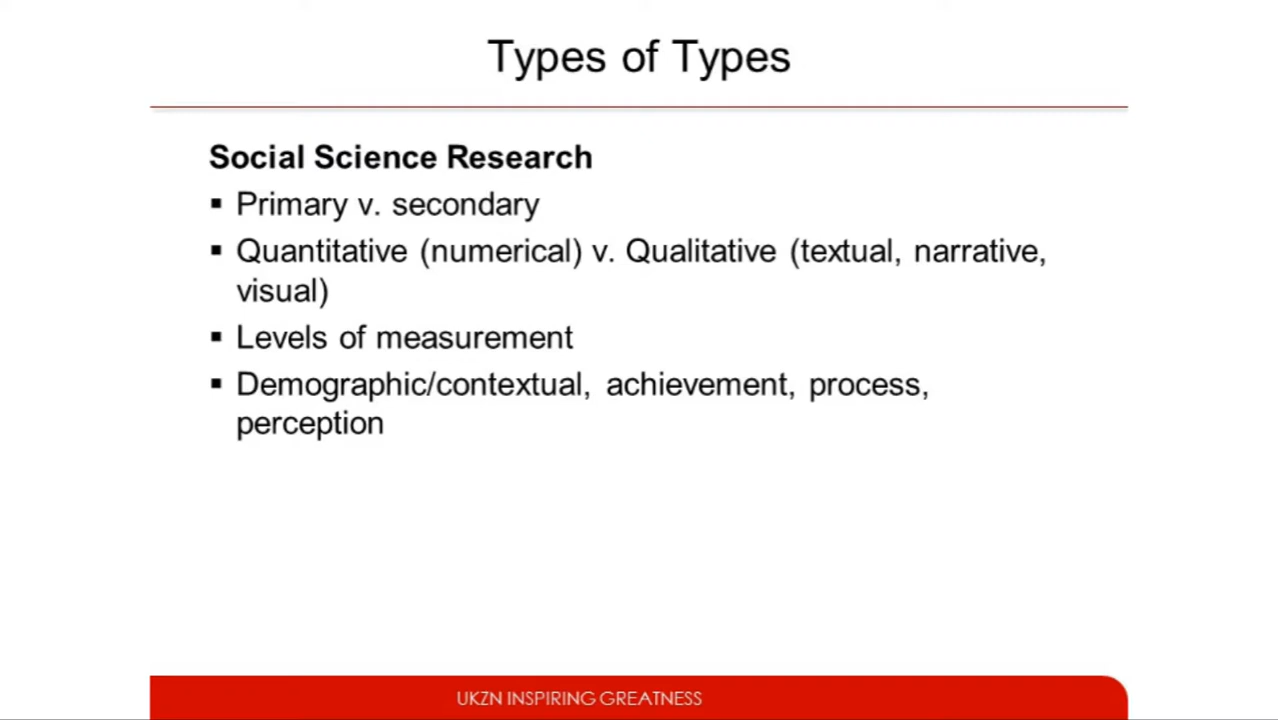 Types of Types
Social Science Research
▪ Primary v. secondary
▪ Quantitative (numerical) v. Qualitative (textual, narrative,
visual)
▪ Levels of measurement
▪ Demographic/contextual, achievement, process,
perception
UKZN INSPIRING GREATNESS